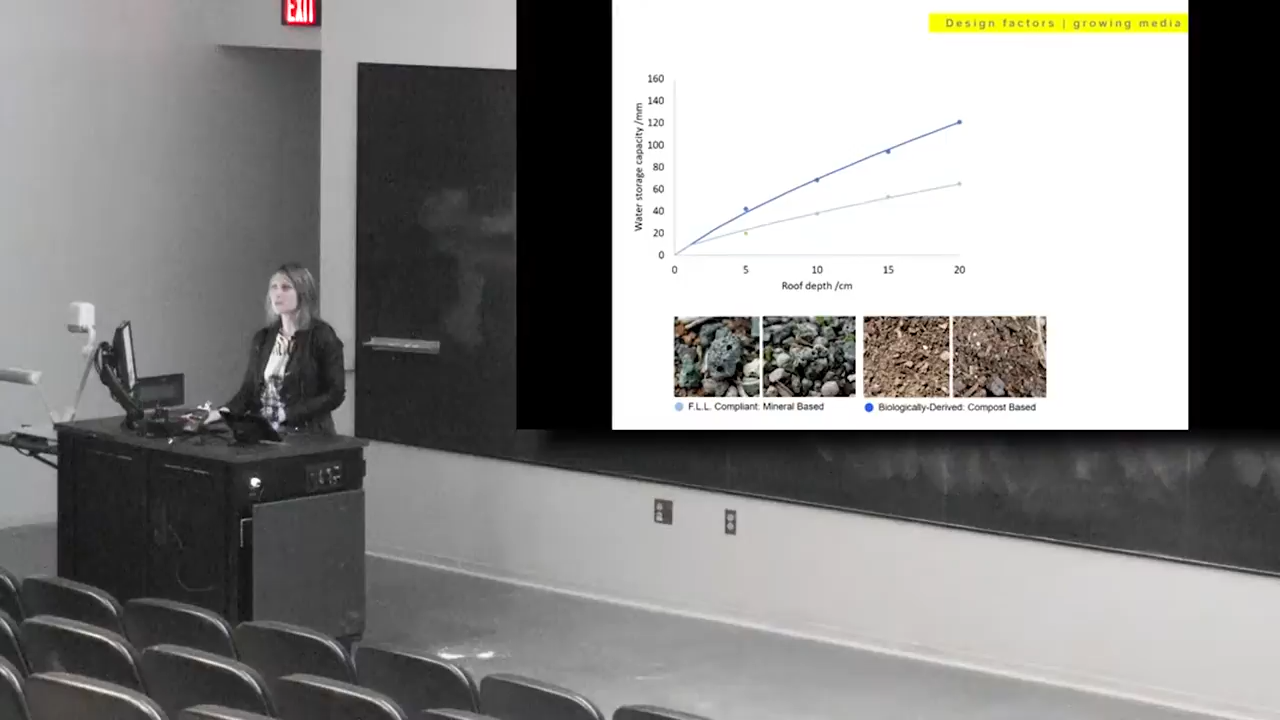 EXIT
Design factors | growing media
160
140
120
100
80
60
40
20
0
Water storage capacity /mm
0 5 10 15 20
Roof depth /cm
F.L.L. Compliant: Mineral Based
Biologically-Derived: Compost Based